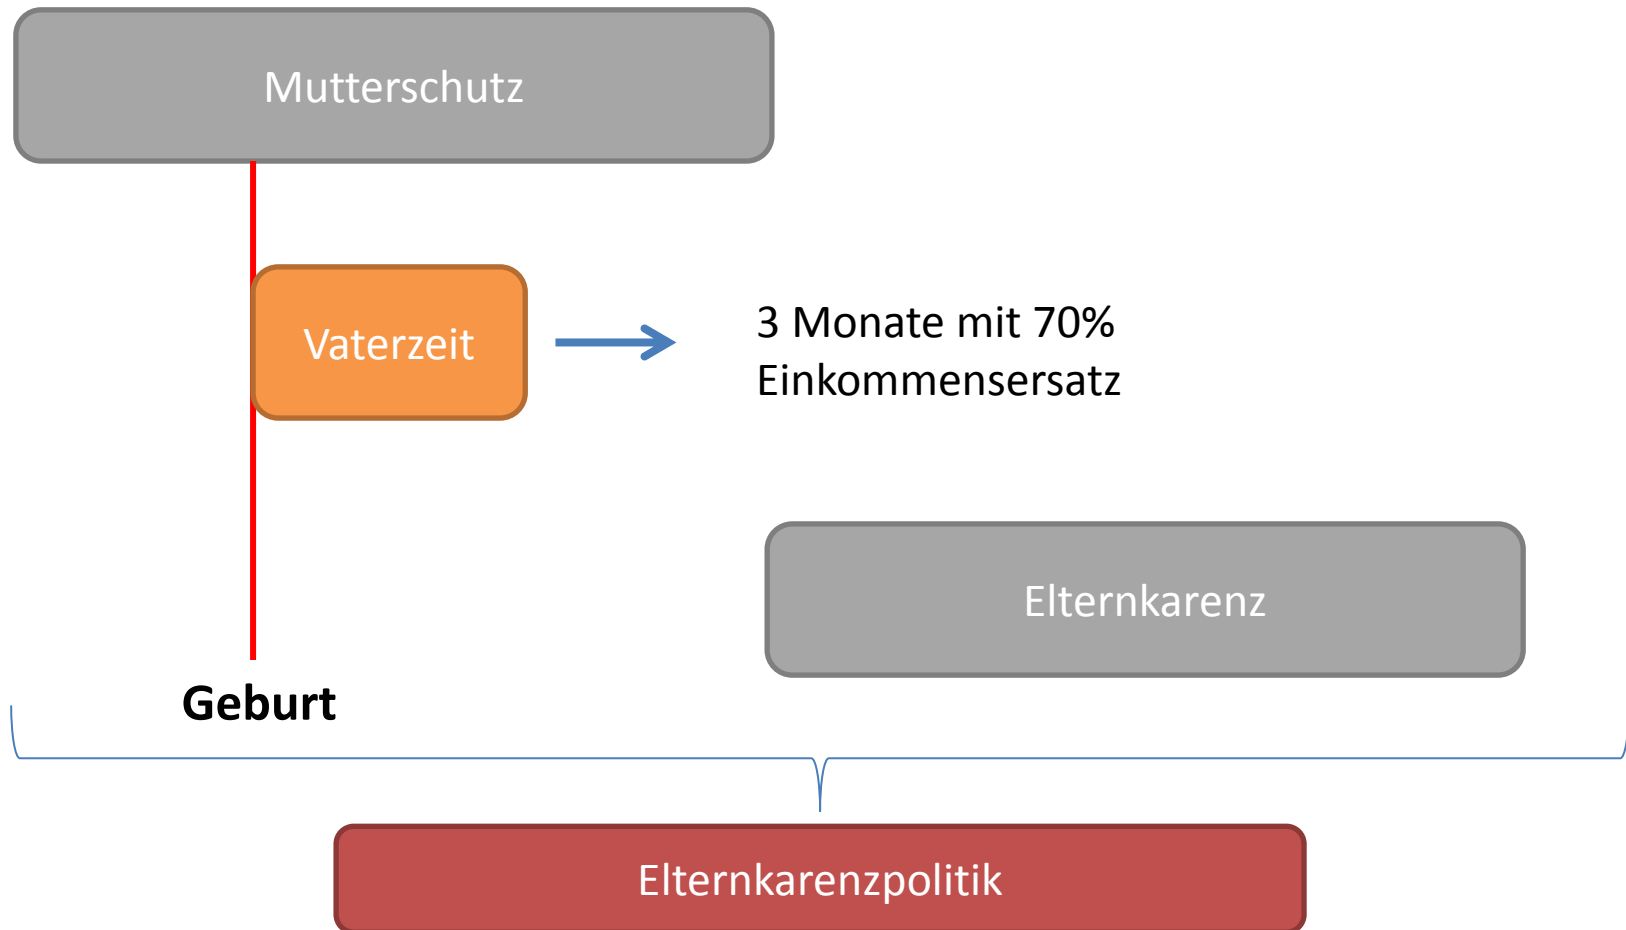 Mutterschutz
Vaterzeit
3 Monate mit 70%
Einkommensersatz
Elternkarenz
Geburt
Elternkarenzpolitik